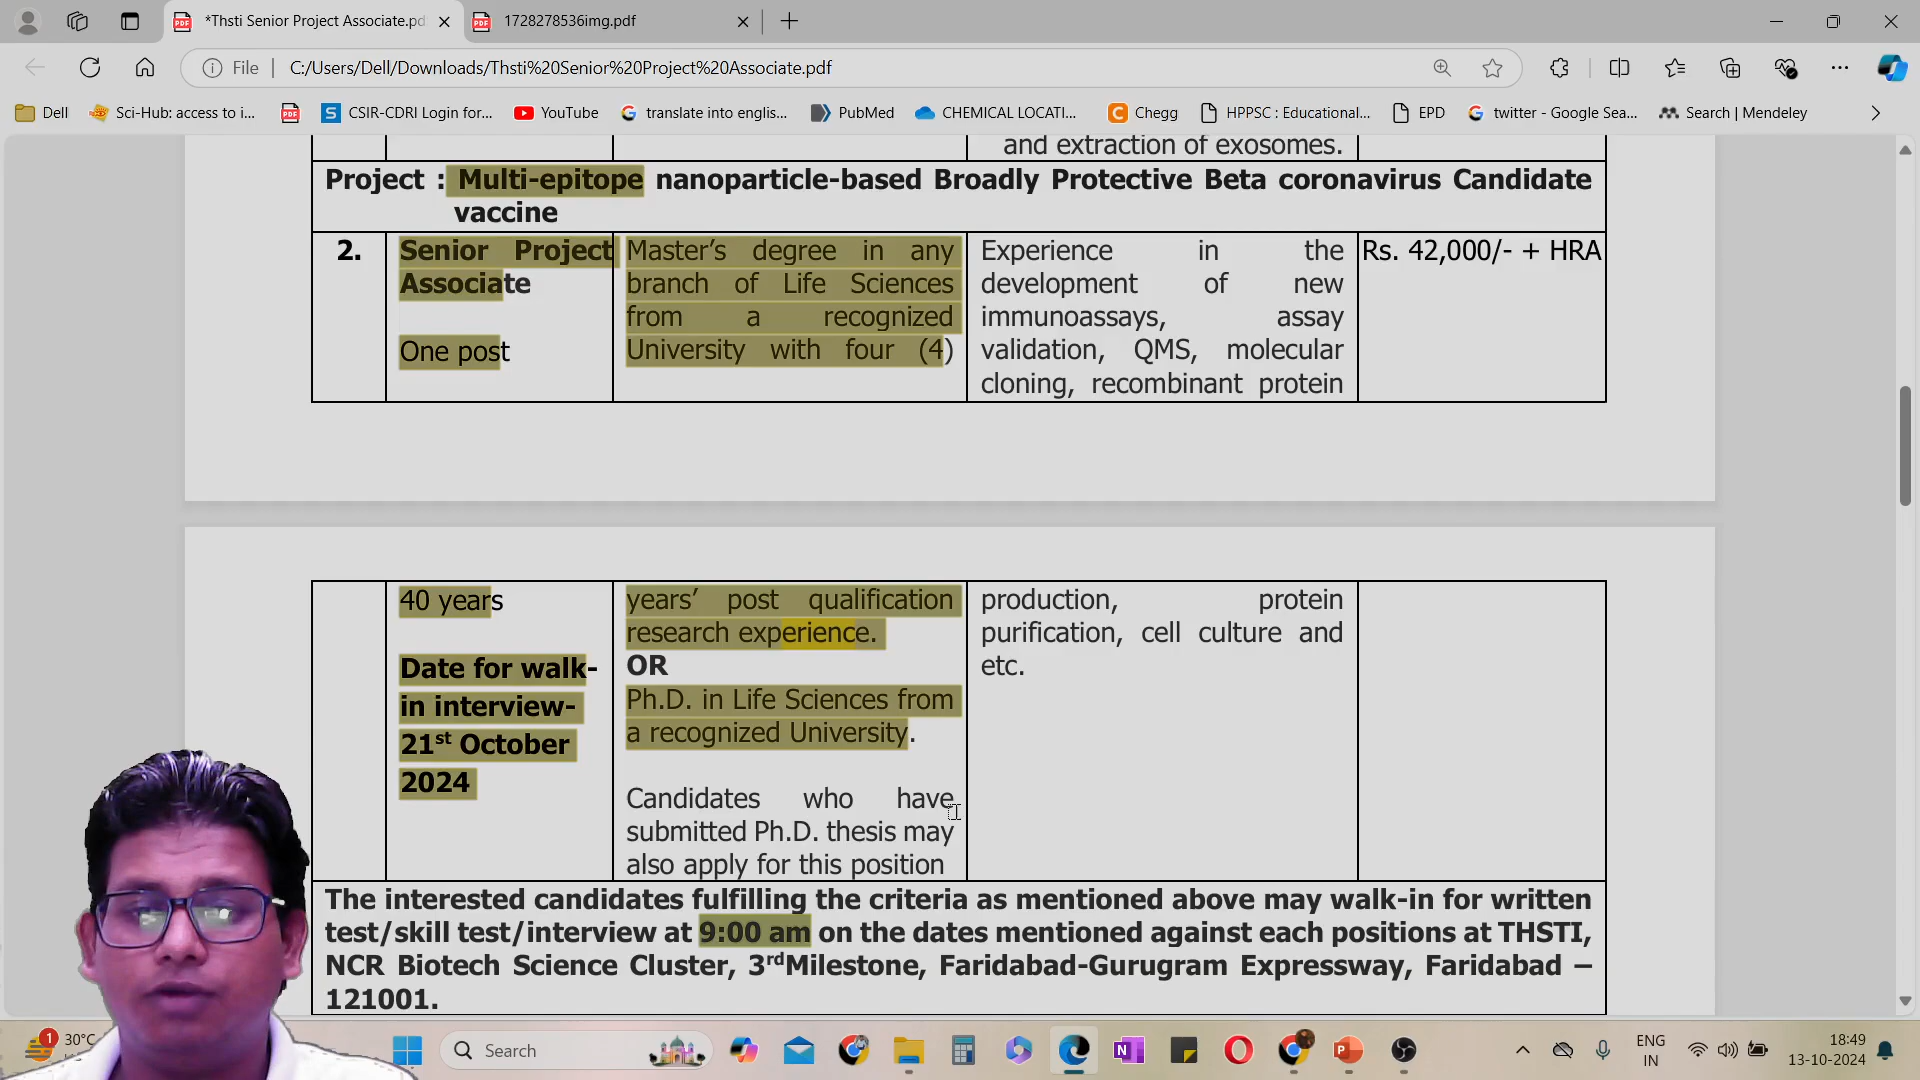 *Thsti Senior Project Associate.pd
1728278536img.pdf
File
C:/Users/Dell/Downloads/Thsti%20Senior%20Project%20Associate.pdf
Dell
Sci-Hub: access to i...
CSIR-CDRI Login for...
YouTube
translate into englis...
PubMed
CHEMICAL LOCATI...
Chegg
HPPSC : Educational...
EPD
twitter - Google Sea...
Search | Mendeley
and extraction of exosomes.
Project : Multi-epitope nanoparticle-based Broadly Protective Beta coronavirus Candidate
vaccine
2.
Senior Project
Associate
One post
Master's degree in any
branch of Life Sciences
from a recognized
University with four (4)
Experience in the
development of new
immunoassays, assay
validation, QMS, molecular
cloning, recombinant protein
Rs. 42,000/- + HRA
40 years
Date for walk-
in interview-
21st October
2024
years' post qualification
research experience.
OR
Ph.D. in Life Sciences from
a recognized University.
Candidates who have
submitted Ph.D. thesis may
also apply for this position
production, protein
purification, cell culture and
etc.
The interested candidates fulfilling the criteria as mentioned above may walk-in for written
test/skill test/interview at 9:00 am on the dates mentioned against each positions at THSTI,
NCR Biotech Science Cluster, 3rdMilestone, Faridabad-Gurugram Expressway, Faridabad –
121001.
1
30°C
Search
ENG
IN
18:49
13-10-2024